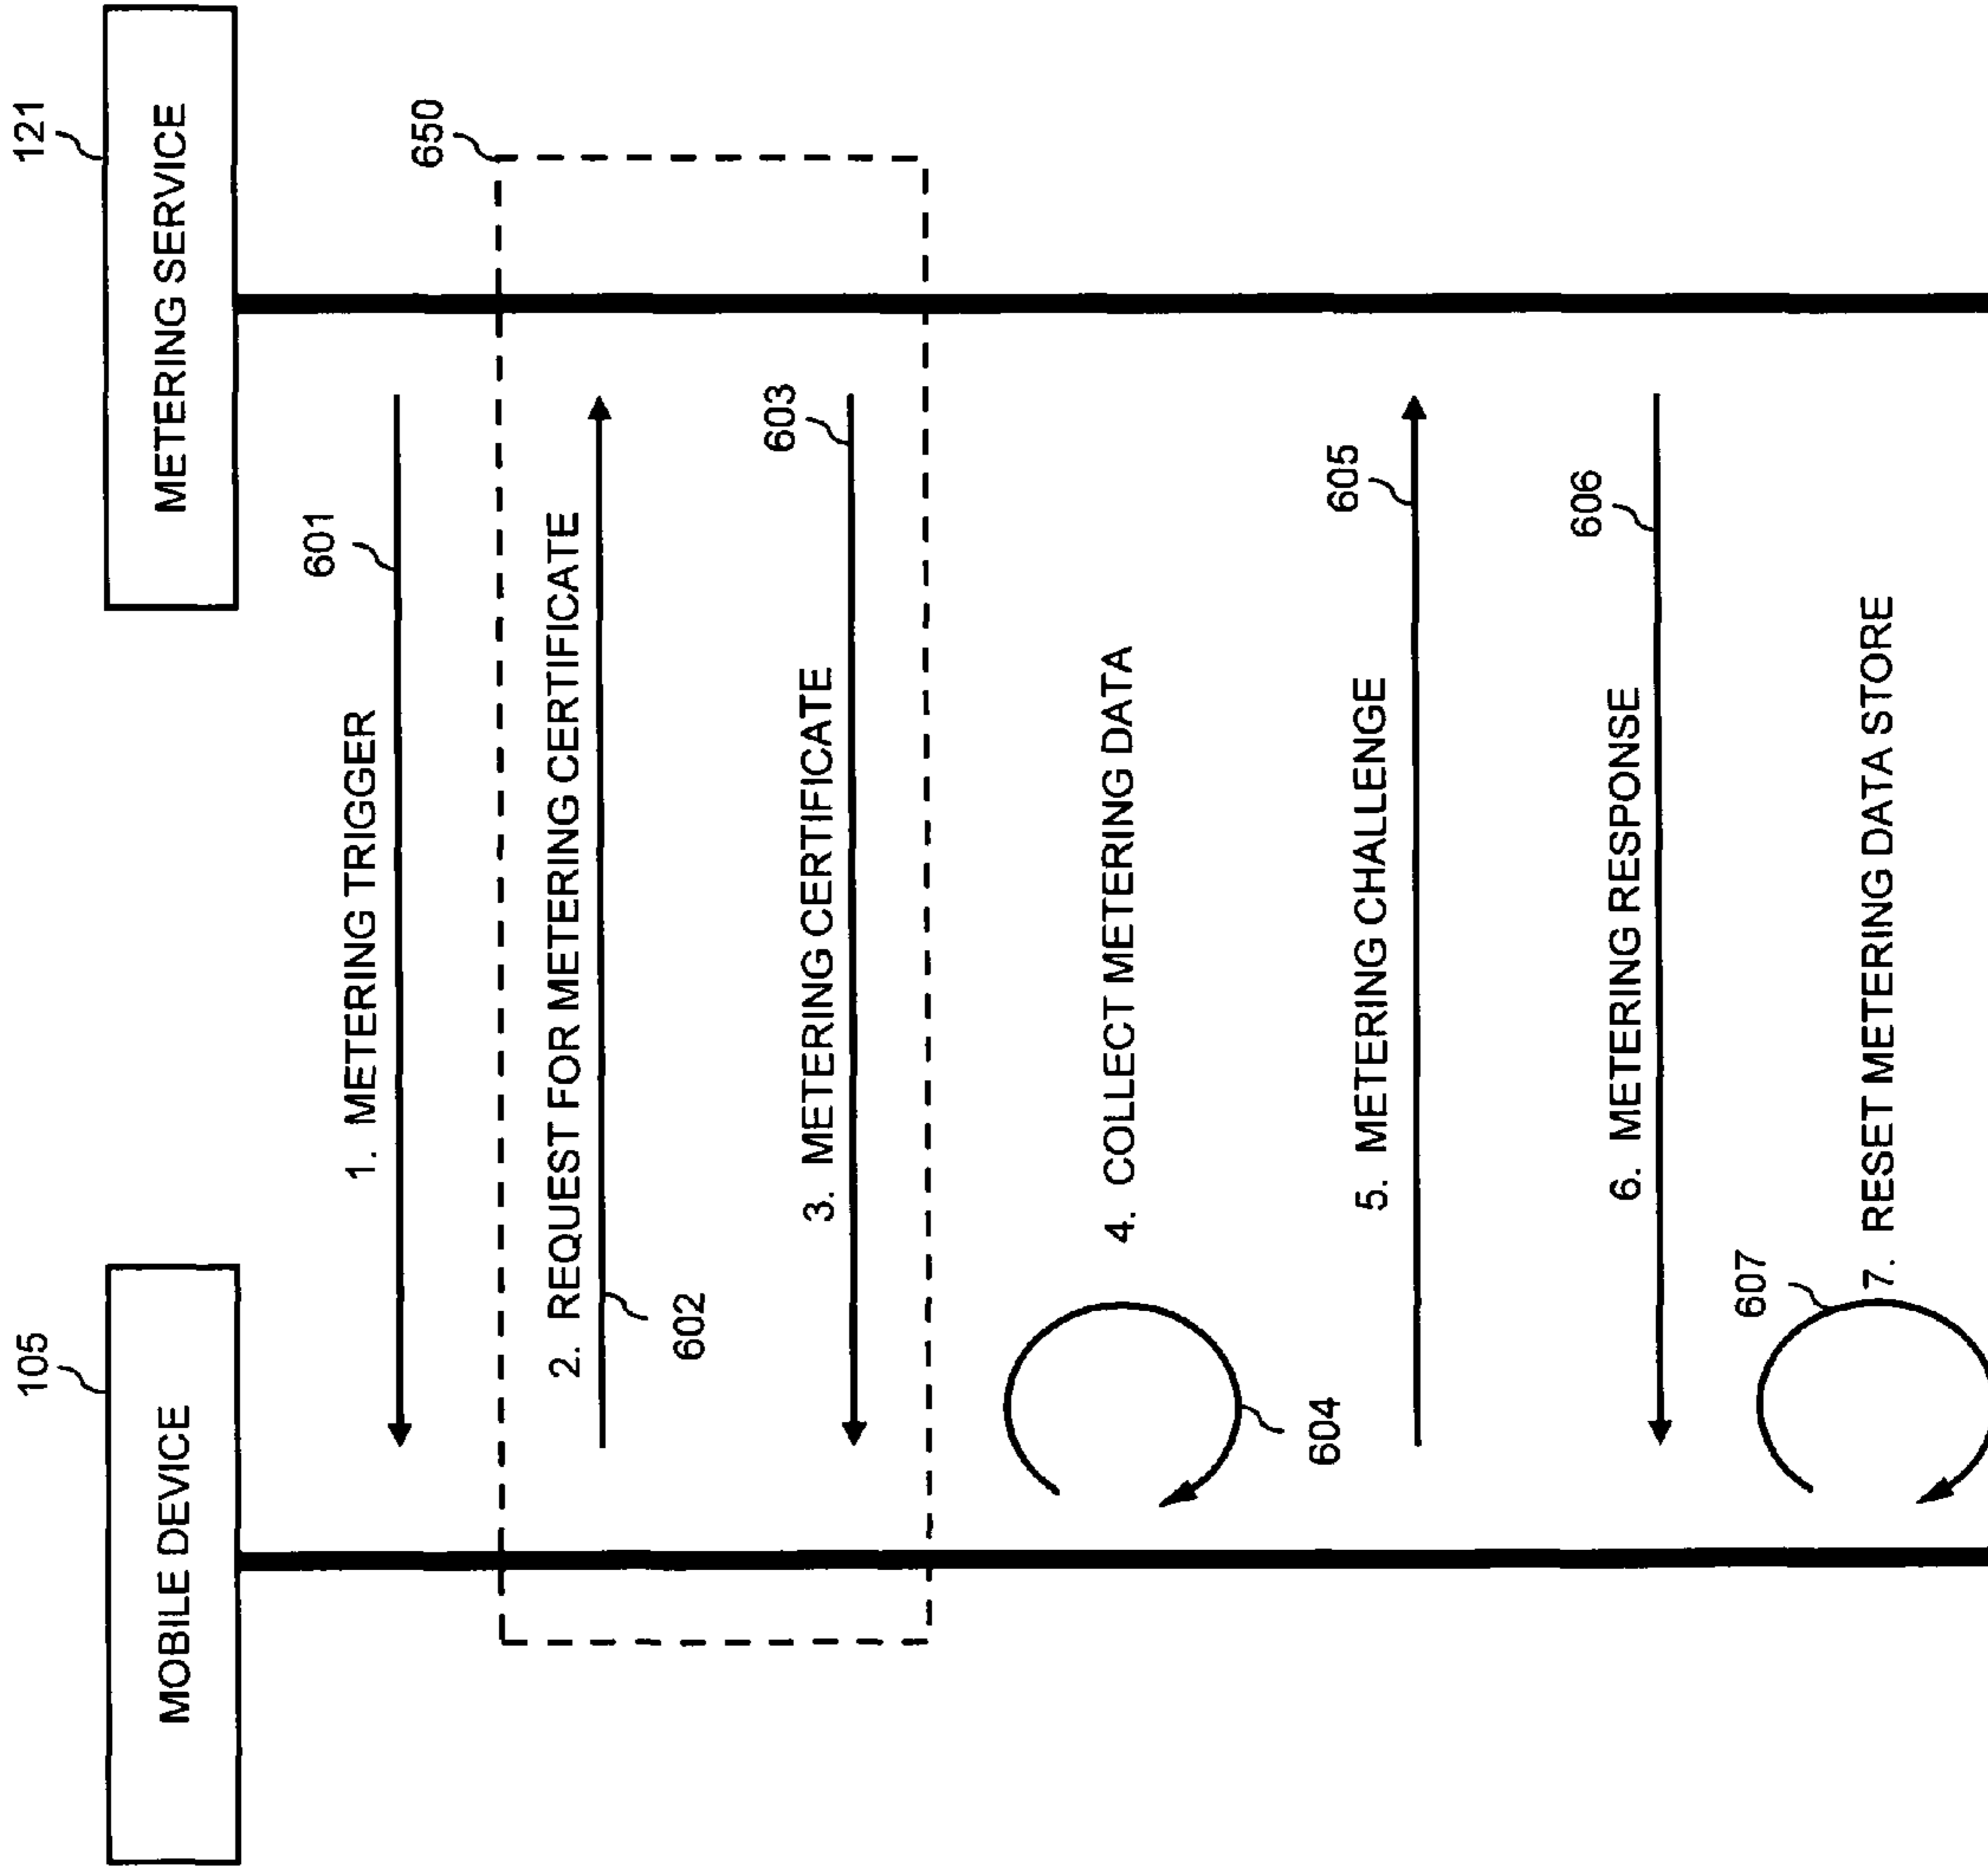 105
MOBILE DEVICE
121
METERING SERVICE
1. METERING TRIGGER
601
650
2. REQUEST FOR METERING CERTIFICATE
602
3. METERING CERTIFICATE
603
4. COLLECT METERING DATA
604
5. METERING CHALLENGE
605
6. METERING RESPONSE
606
607
7. RESET METERING DATA STORE